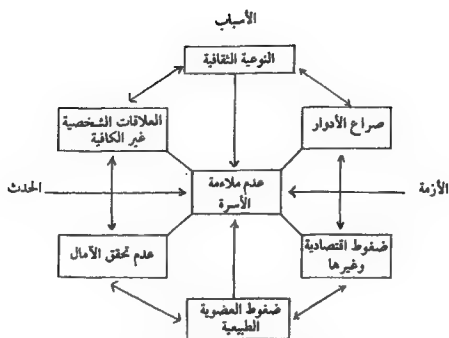 الأسباب
النوعية الثقافية
صراع الأدوار
العلاقات الشخصية
غير الكافية
عدم ملاءمة
الأسرة
الأزمة
الحدث
ضغوط اقتصادية
وغيرها
عدم تحقق الآمال
ضغوط العضوية
الطبيعية